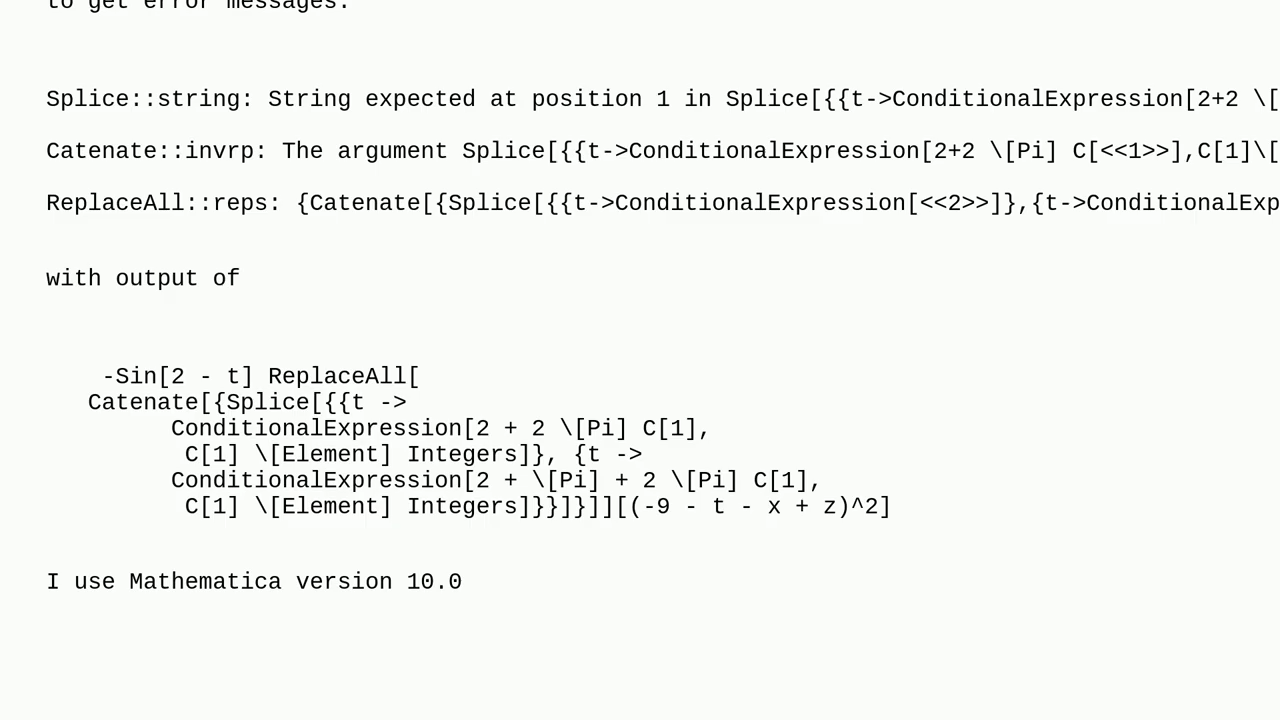 to get error messages.
Splice::string: String expected at position 1 in Splice[{{t->ConditionalExpression[2+2 \[
Catenate::invrp: The argument Splice[{{t->ConditionalExpression[2+2 \[Pi] C[<<1>>],C[1]\[
ReplaceAll::reps: {Catenate[{Splice[{{t->ConditionalExpression[<<2>>]},{t->ConditionalExp
with output of
-Sin[2 - t] ReplaceAll[
Catenate[{Splice[{{t ->
ConditionalExpression[2 + 2 \[Pi] C[1],
C[1] \[Element] Integers]}, {t ->
ConditionalExpression[2 + \[Pi] + 2 \[Pi] C[1],
C[1] \[Element] Integers]}}]}]][(-9 - t - x + z)^2]
I use Mathematica version 10.0